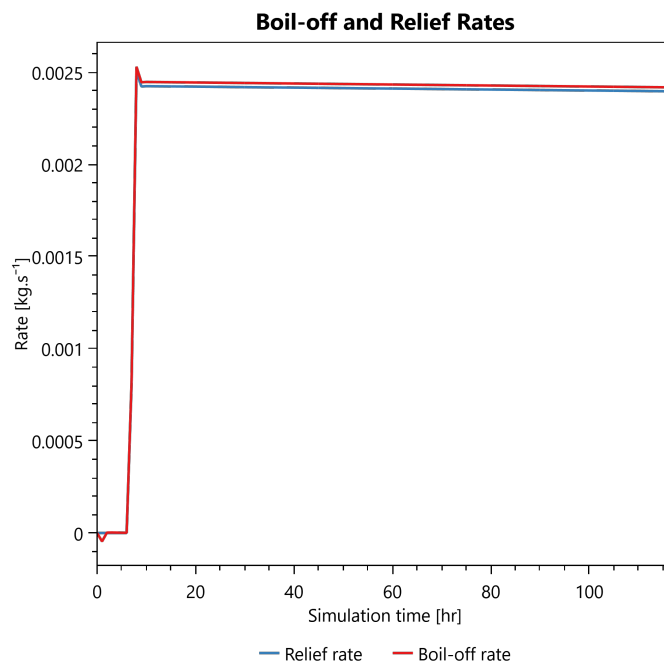 Boil-off and Relief Rates
Rate [kg.s⁻¹]
0.0025
0.002
0.0015
0.001
0.0005
0
0 20 40 60 80 100
Simulation time [hr]
Relief rate Boil-off rate